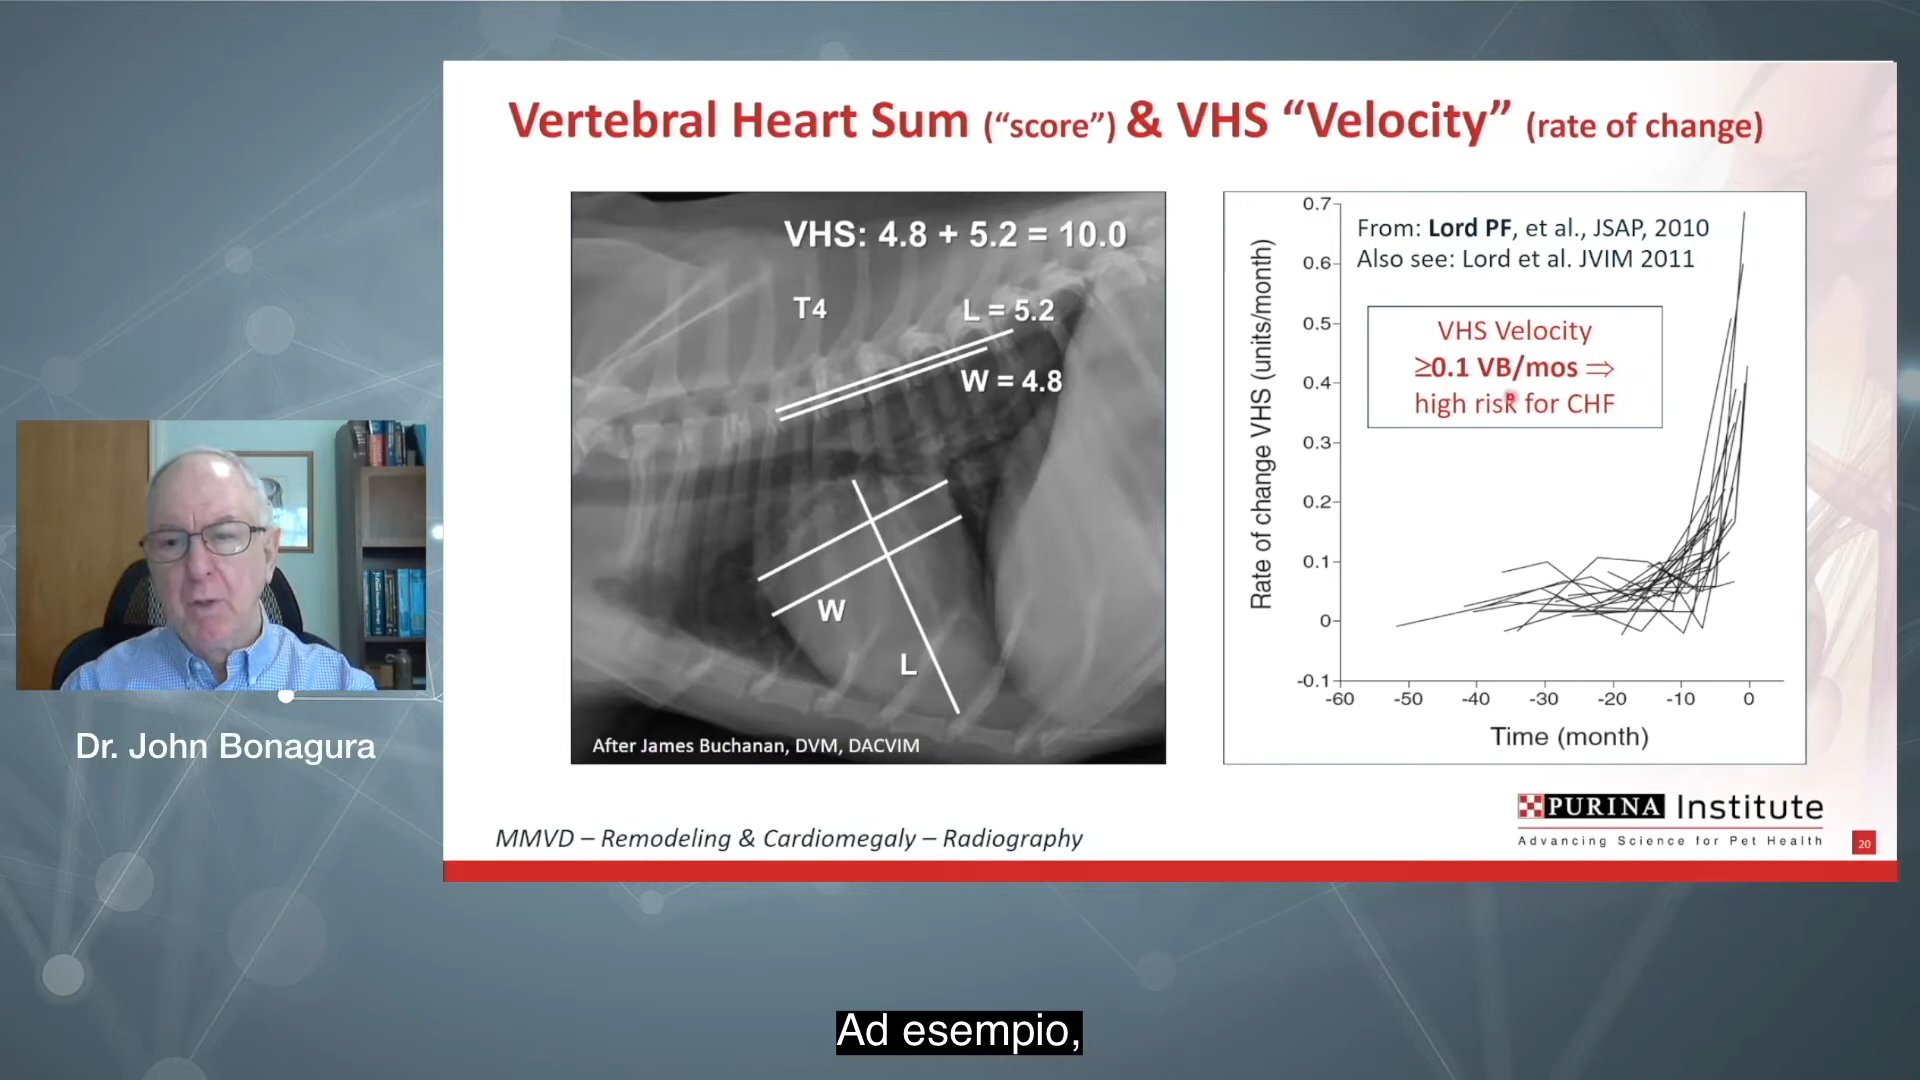 Vertebral Heart Sum (“score”) & VHS “Velocity” (rate of change)
VHS: 4.8 + 5.2 = 10.0
T4
L = 5.2
W = 4.8
W
L
After James Buchanan, DVM, DACVIM
From: Lord PF, et al., JSAP, 2010
Also see: Lord et al. JVIM 2011
VHS Velocity
≥0.1 VB/mos ⇒
high risk for CHF
Rate of change VHS (units/month)
0.7
0.6
0.5
0.4
0.3
0.2
0.1
0
-0.1
-60 -50 -40 -30 -20 -10 0
Time (month)
Dr. John Bonagura
MMVD – Remodeling & Cardiomegaly – Radiography
PURINA Institute
Advancing Science for Pet Health
20
Ad esempio,